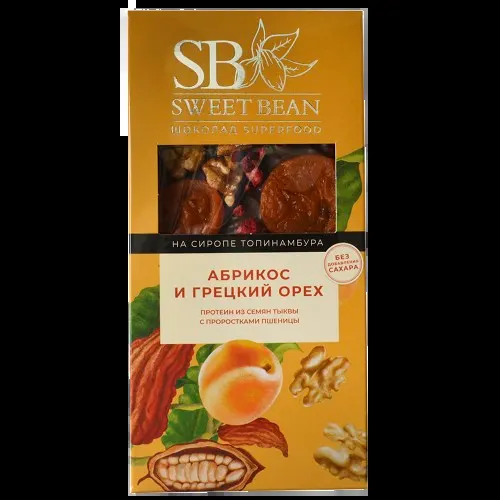 SB
SWEET BEAN
ШОКОЛАД SUPERFOOD
НА СИРОПЕ ТОПИНАМБУРА
БЕЗ
ДОБАВЛЕНИЯ
САХАРА
АБРИКОС
И ГРЕЦКИЙ ОРЕХ
ПРОТЕИН ИЗ СЕМЯН ТЫКВЫ
С ПРОРОСТКАМИ ПШЕНИЦЫ